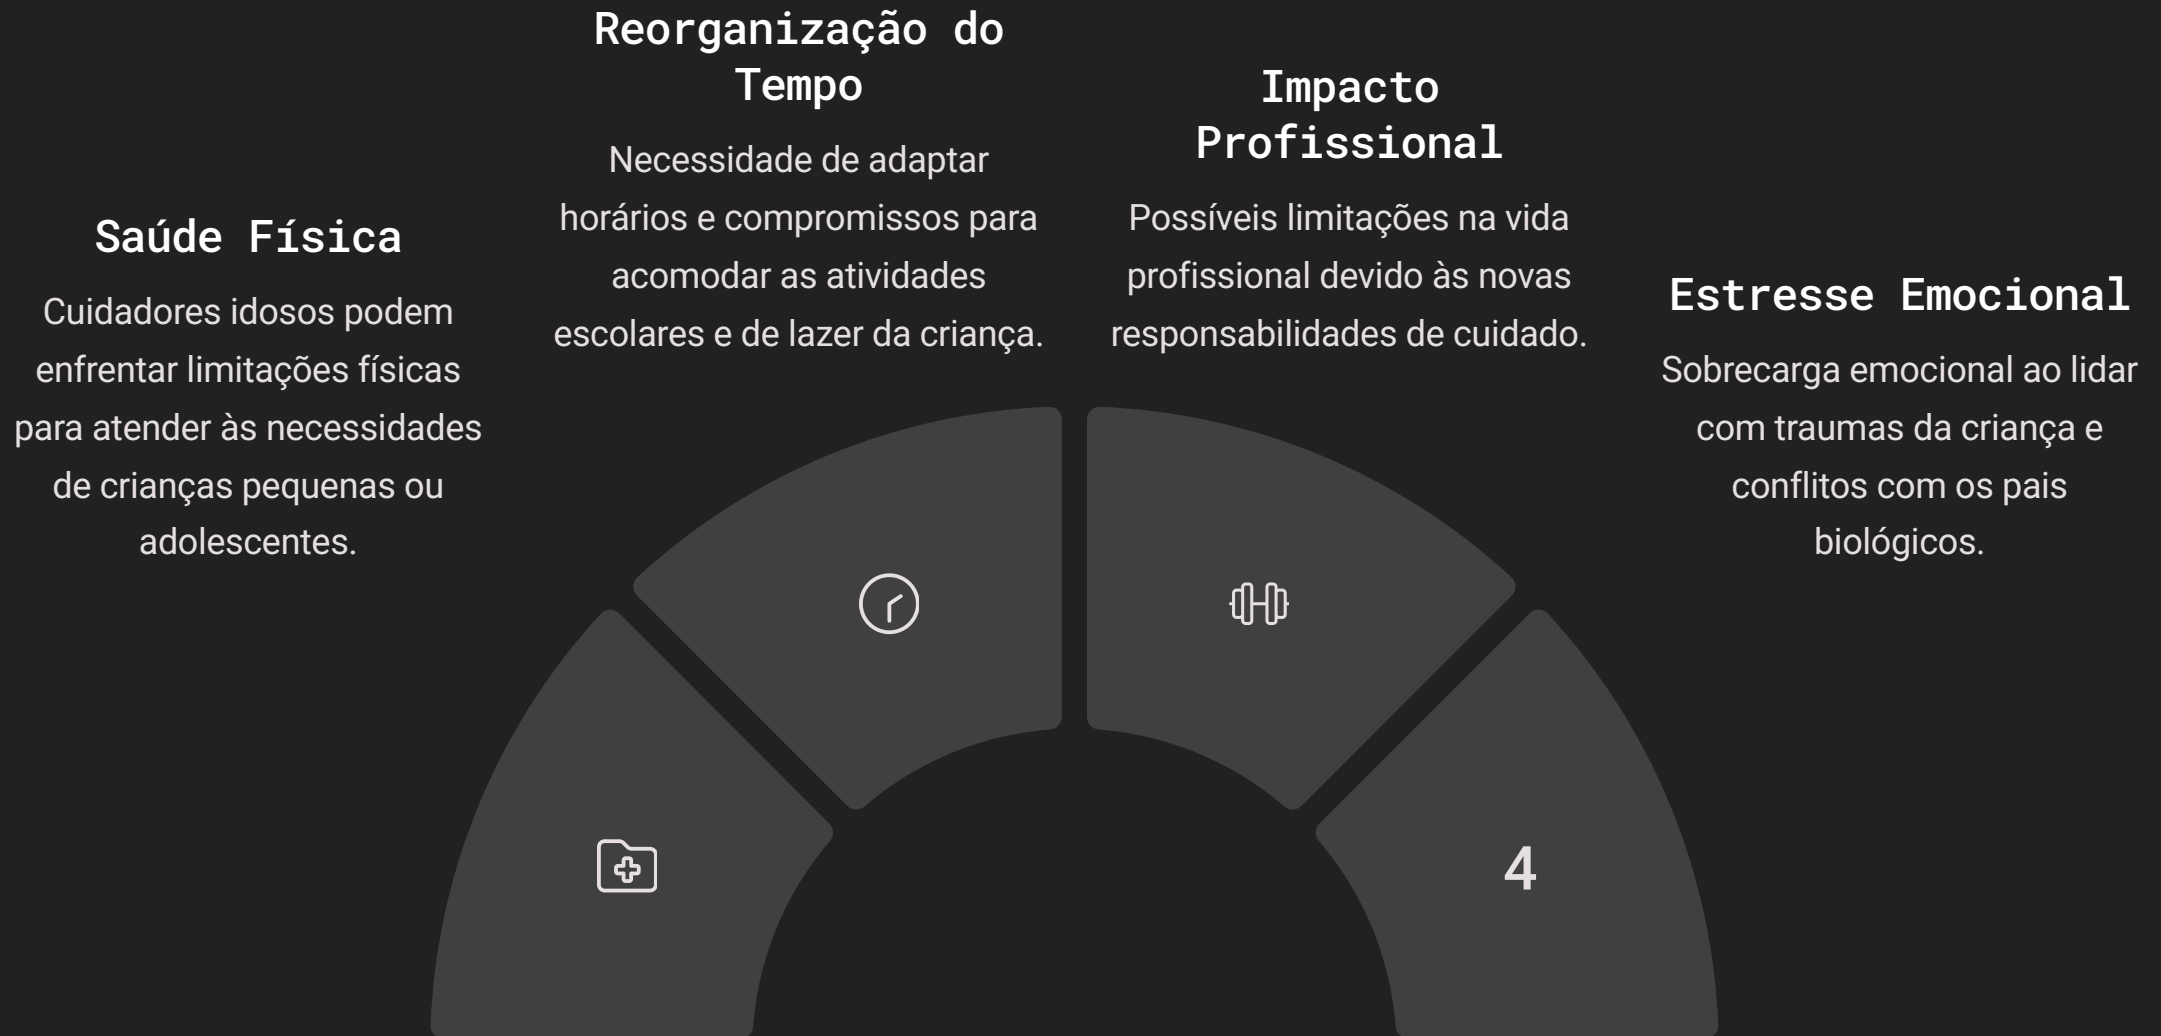 Saúde Física
Cuidadores idosos podem
enfrentar limitações físicas
para atender às necessidades
de crianças pequenas ou
adolescentes.
Reorganização do
Tempo
Necessidade de adaptar
horários e compromissos para
acomodar as atividades
escolares e de lazer da criança.
Impacto
Profissional
Possíveis limitações na vida
profissional devido às novas
responsabilidades de cuidado.
Estresse Emocional
Sobrecarga emocional ao lidar
com traumas da criança e
conflitos com os pais
biológicos.
4